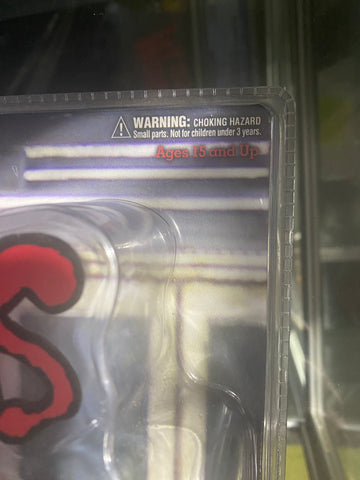 WARNING: CHOKING HAZARD
Small parts. Not for children under 3 years.
Ages 15 and Up